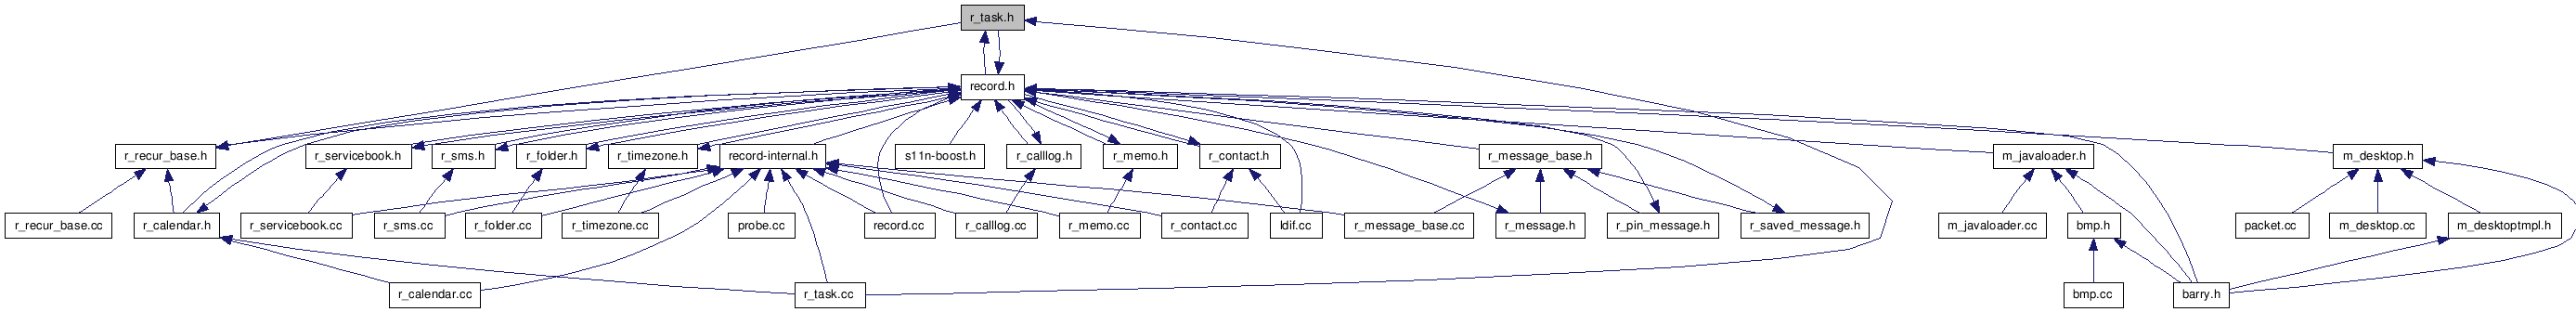 r_task.h
record.h
r_recur_base.h
r_servicebook.h
r_sms.h
r_folder.h
r_timezone.h
record-internal.h
s11n-boost.h
r_calllog.h
r_memo.h
r_contact.h
r_message_base.h
m_javaloader.h
m_desktop.h
r_recur_base.cc
r_calendar.h
r_servicebook.cc
r_sms.cc
r_folder.cc
r_timezone.cc
probe.cc
record.cc
r_calllog.cc
r_memo.cc
r_contact.cc
ldif.cc
r_message_base.cc
r_message.h
r_pin_message.h
r_saved_message.h
m_javaloader.cc
bmp.h
packet.cc
m_desktop.cc
m_desktoptmpl.h
r_calendar.cc
r_task.cc
bmp.cc
barry.h